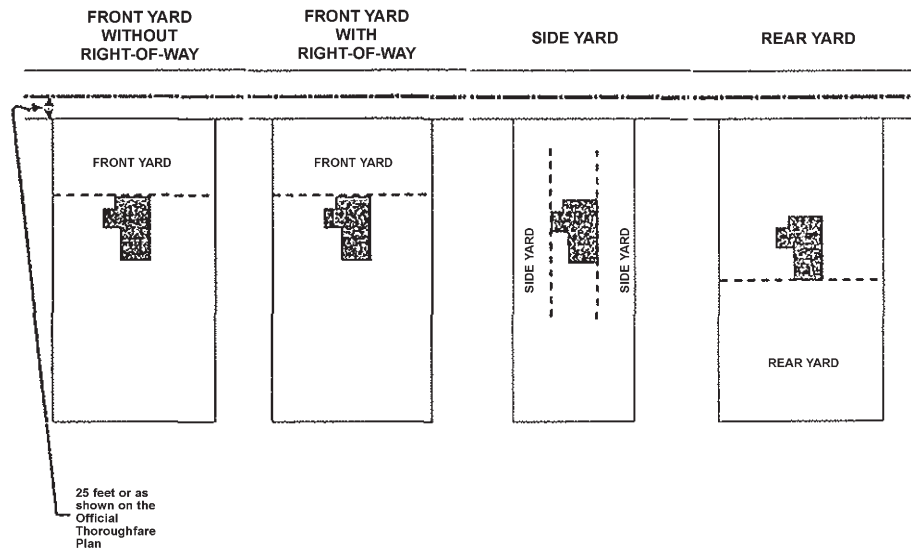 FRONT YARD
WITHOUT
RIGHT-OF-WAY
FRONT YARD
WITH
RIGHT-OF-WAY
SIDE YARD
REAR YARD
FRONT YARD
FRONT YARD
SIDE YARD
SIDE YARD
REAR YARD
25 feet or as
shown on the
Official
Thoroughfare
Plan